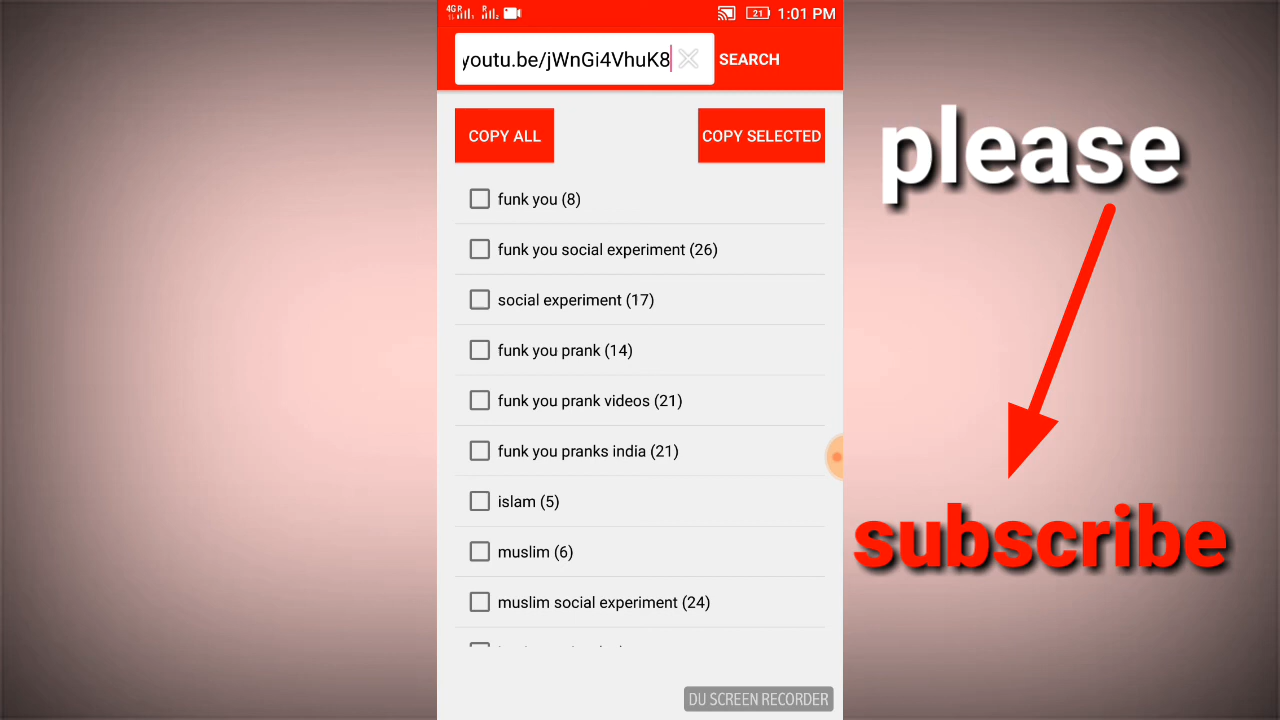 4G R R 21 1:01 PM
youtu.be/jWnGi4VhuK8 SEARCH
COPY ALL COPY SELECTED
funk you (8)
funk you social experiment (26)
social experiment (17)
funk you prank (14)
funk you prank videos (21)
funk you pranks india (21)
islam (5)
muslim (6)
muslim social experiment (24)
DU SCREEN RECORDER
please
subscribe